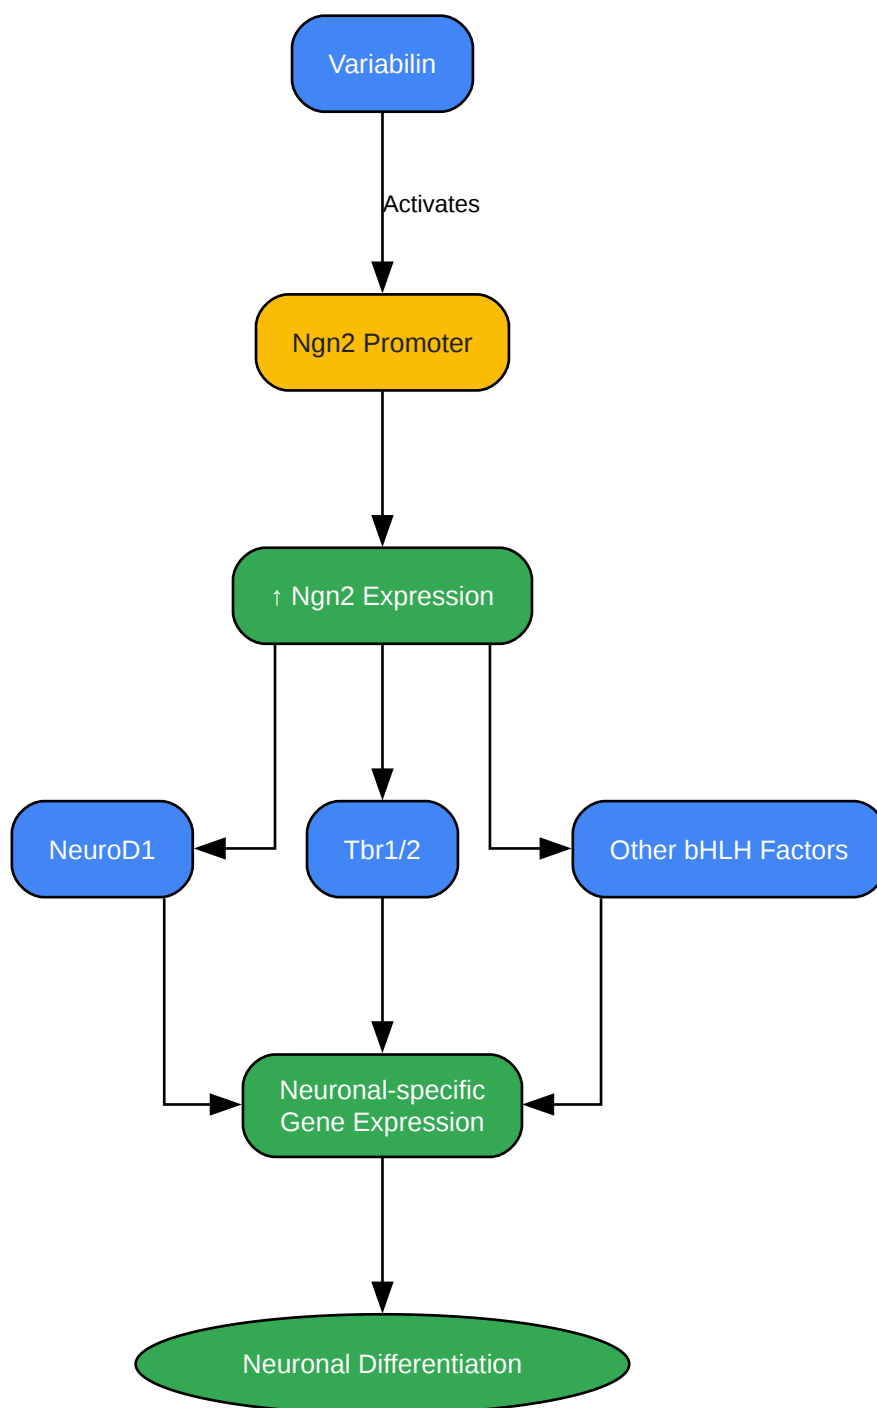 Variabilin
Activates
Ngn2 Promoter
↑ Ngn2 Expression
NeuroD1
Tbr1/2
Other bHLH Factors
Neuronal-specific
Gene Expression
Neuronal Differentiation